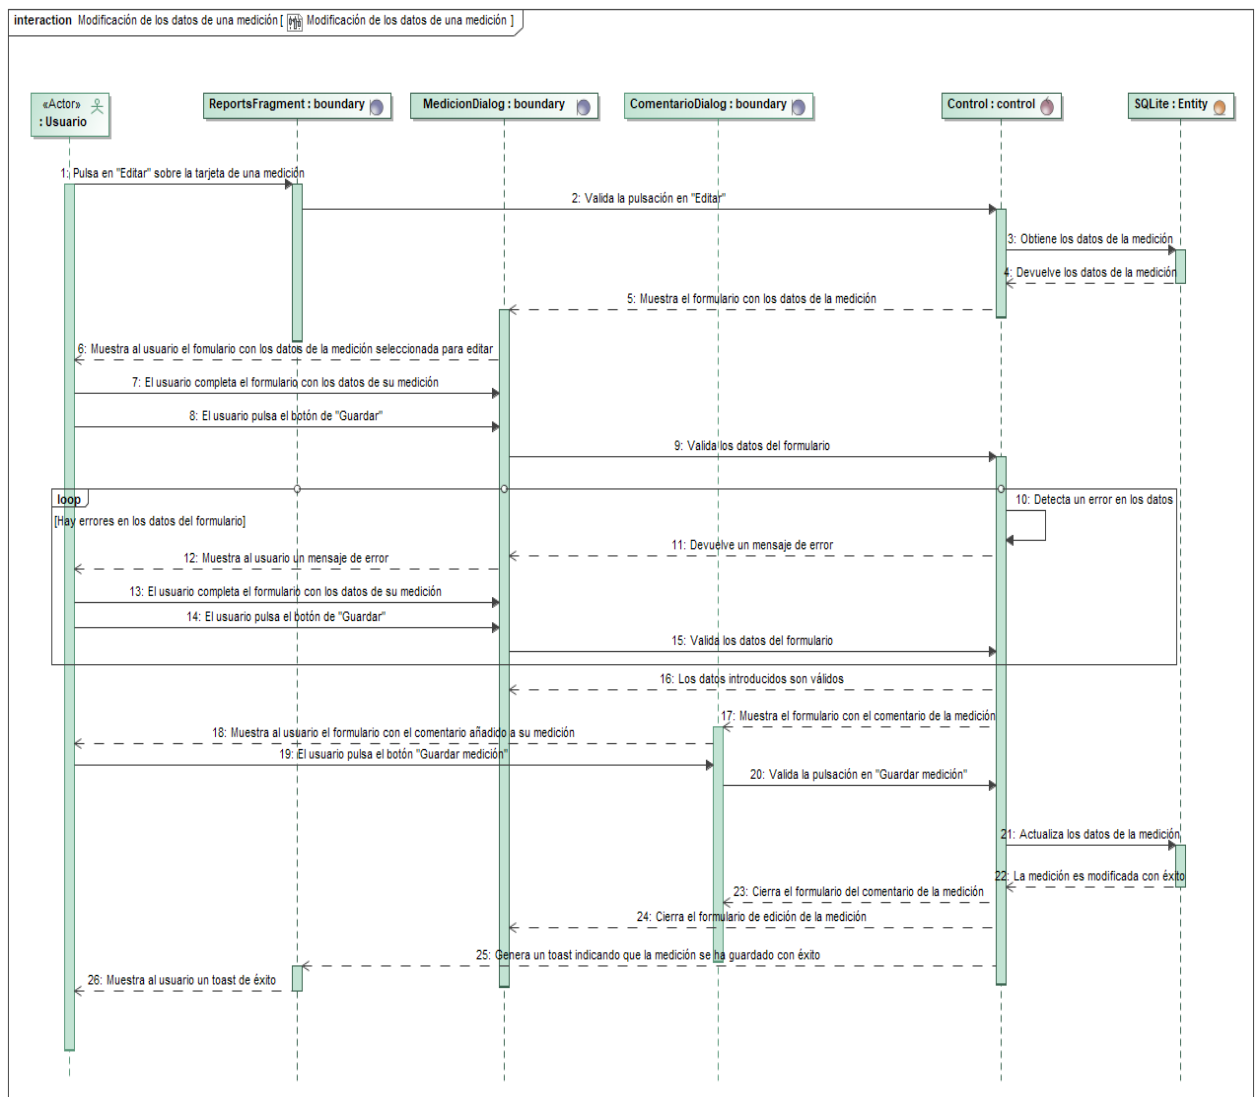 interaction Modificación de los datos de una medición [ Modificación de los datos de una medición ]
«Actor»
: Usuario
ReportsFragment : boundary
MedicionDialog : boundary
ComentarioDialog : boundary
Control : control
SQLite : Entity
1: Pulsa en "Editar" sobre la tarjeta de una medición
2: Valida la pulsación en "Editar"
3: Obtiene los datos de la medición
4: Devuelve los datos de la medición
5: Muestra el formulario con los datos de la medición
6: Muestra al usuario el fomulario con los datos de la medición seleccionada para editar
7: El usuario completa el formulario con los datos de su medición
8: El usuario pulsa el botón de "Guardar"
9: Valida los datos del formulario
loop
[Hay errores en los datos del formulario]
10: Detecta un error en los datos
11: Devuelve un mensaje de error
12: Muestra al usuario un mensaje de error
13: El usuario completa el formulario con los datos de su medición
14: El usuario pulsa el botón de "Guardar"
15: Valida los datos del formulario
16: Los datos introducidos son válidos
17: Muestra el formulario con el comentario de la medición
18: Muestra al usuario el formulario con el comentario añadido a su medición
19: El usuario pulsa el botón "Guardar medición"
20: Valida la pulsación en "Guardar medición"
21: Actualiza los datos de la medición
22: La medición es modificada con éxito
23: Cierra el formulario del comentario de la medición
24: Cierra el formulario de edición de la medición
25: Genera un toast indicando que la medición se ha guardado con éxito
26: Muestra al usuario un toast de éxito